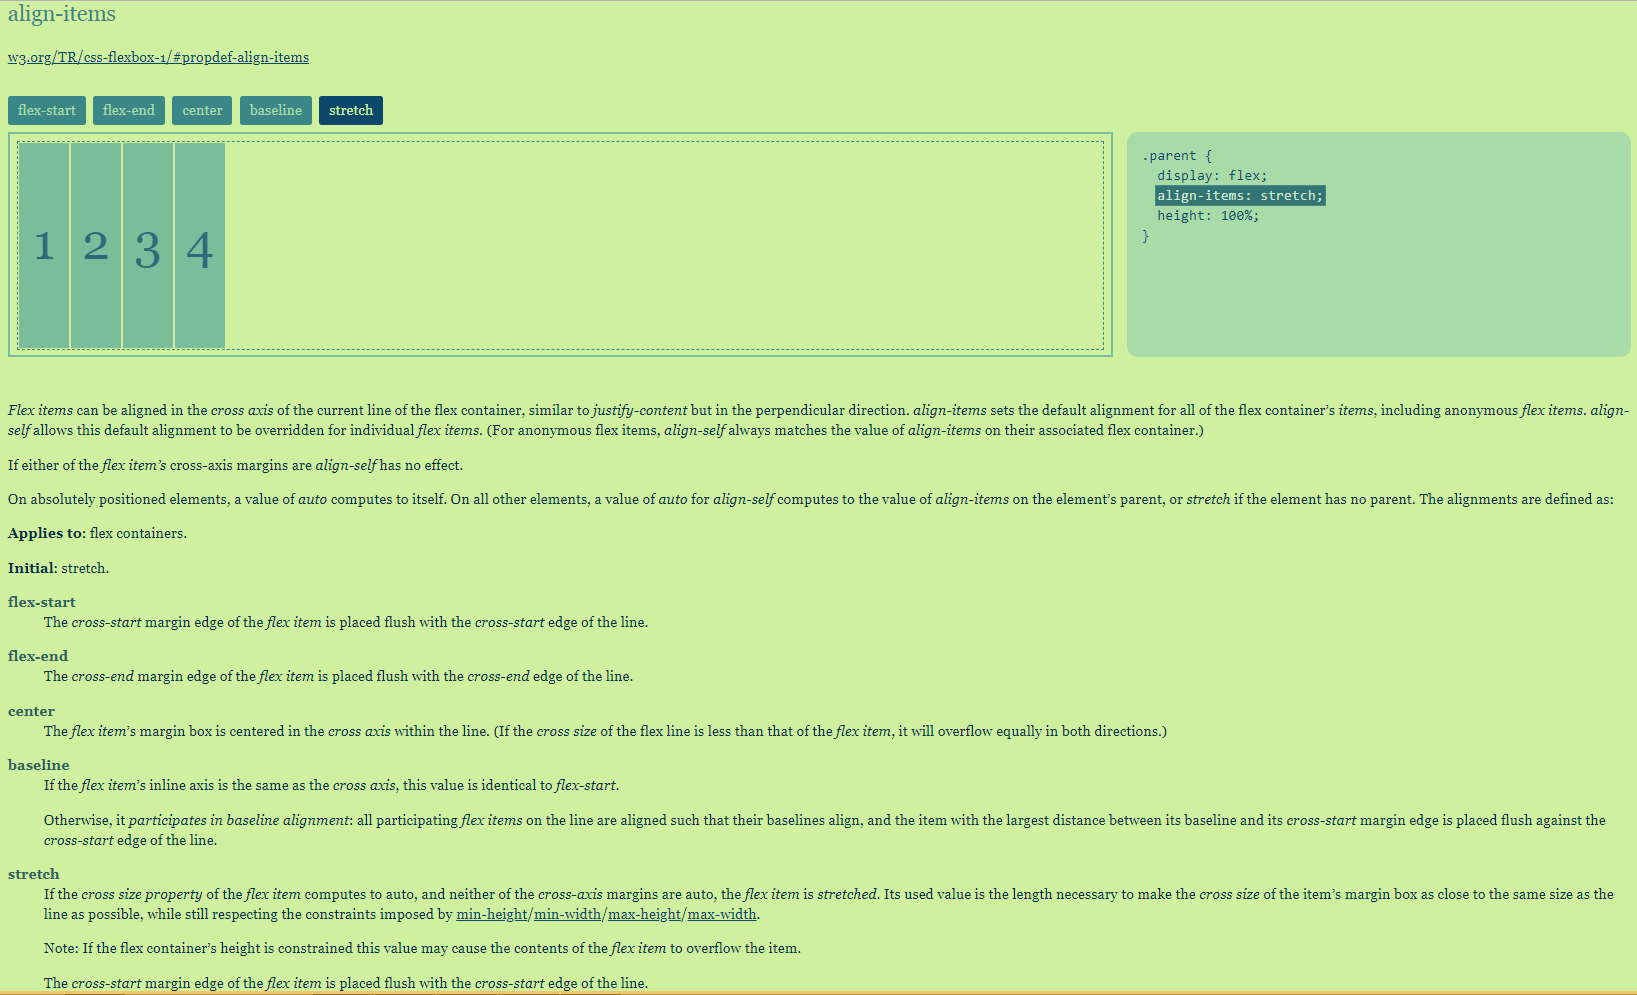 align-items
w3.org/TR/css-flexbox-1/#propdef-align-items
flex-start flex-end center baseline stretch
1 2 3 4
.parent {
display: flex;
align-items: stretch;
height: 100%;
}
Flex items can be aligned in the cross axis of the current line of the flex container, similar to justify-content but in the perpendicular direction. align-items sets the default alignment for all of the flex container’s items, including anonymous flex items. align-
self allows this default alignment to be overridden for individual flex items. (For anonymous flex items, align-self always matches the value of align-items on their associated flex container.)
If either of the flex item’s cross-axis margins are align-self has no effect.
On absolutely positioned elements, a value of auto computes to itself. On all other elements, a value of auto for align-self computes to the value of align-items on the element’s parent, or stretch if the element has no parent. The alignments are defined as:
Applies to: flex containers.
Initial: stretch.
flex-start
The cross-start margin edge of the flex item is placed flush with the cross-start edge of the line.
flex-end
The cross-end margin edge of the flex item is placed flush with the cross-end edge of the line.
center
The flex item’s margin box is centered in the cross axis within the line. (If the cross size of the flex line is less than that of the flex item, it will overflow equally in both directions.)
baseline
If the flex item’s inline axis is the same as the cross axis, this value is identical to flex-start.
Otherwise, it participates in baseline alignment: all participating flex items on the line are aligned such that their baselines align, and the item with the largest distance between its baseline and its cross-start margin edge is placed flush against the
cross-start edge of the line.
stretch
If the cross size property of the flex item computes to auto, and neither of the cross-axis margins are auto, the flex item is stretched. Its used value is the length necessary to make the cross size of the item’s margin box as close to the same size as the
line as possible, while still respecting the constraints imposed by min-height/min-width/max-height/max-width.
Note: If the flex container’s height is constrained this value may cause the contents of the flex item to overflow the item.
The cross-start margin edge of the flex item is placed flush with the cross-start edge of the line.